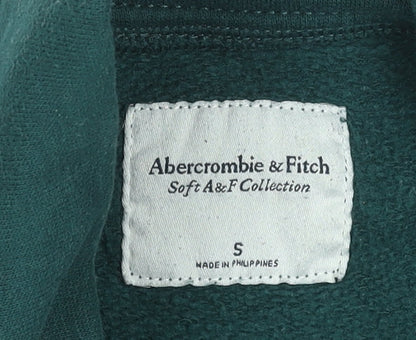 Abercrombie & Fitch
Soft A&F Collection
S
MADE IN PHILIPPINES